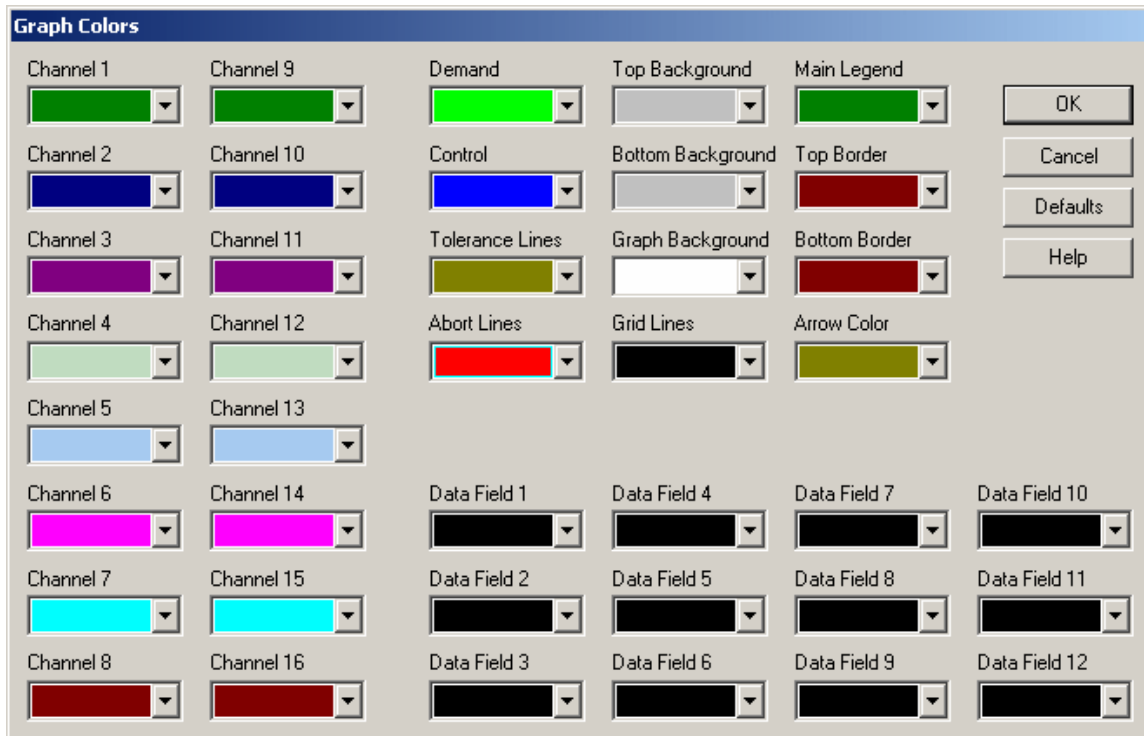 Graph Colors
Channel 1 Channel 9 Demand Top Background Main Legend
OK
Channel 2 Channel 10 Control Bottom Background Top Border
Cancel
Defaults
Channel 3 Channel 11 Tolerance Lines Graph Background Bottom Border
Help
Channel 4 Channel 12 Abort Lines Grid Lines Arrow Color
Channel 5 Channel 13
Channel 6 Channel 14 Data Field 1 Data Field 4 Data Field 7 Data Field 10
Channel 7 Channel 15 Data Field 2 Data Field 5 Data Field 8 Data Field 11
Channel 8 Channel 16 Data Field 3 Data Field 6 Data Field 9 Data Field 12